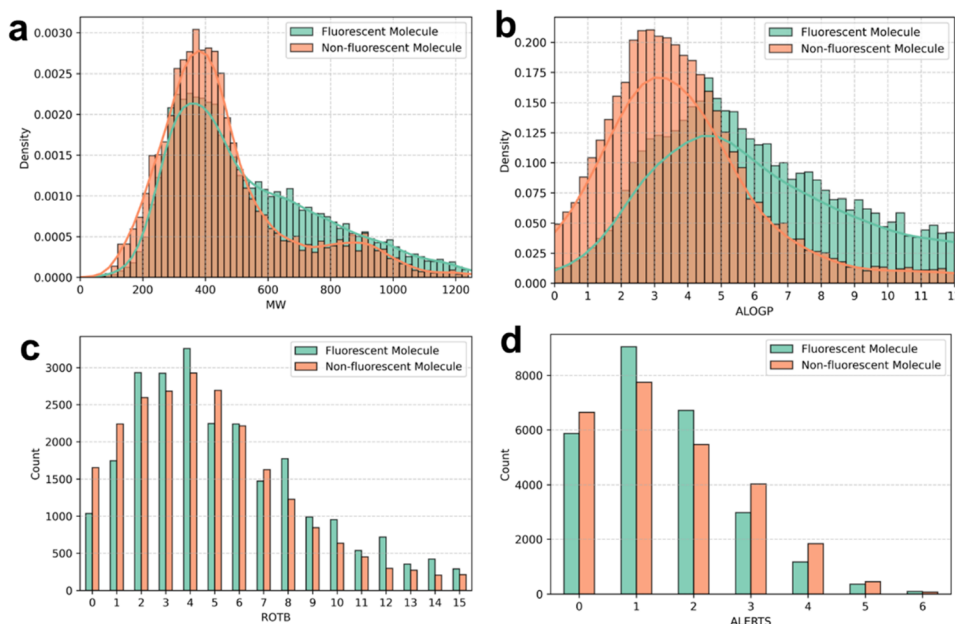 a
Fluorescent Molecule
Non-fluorescent Molecule
0.0030
0.0025
0.0020
0.0015
0.0010
0.0005
0.0000
Density
0 200 400 600 800 1000 1200
MW
b
Fluorescent Molecule
Non-fluorescent Molecule
0.200
0.175
0.150
0.125
0.100
0.075
0.050
0.025
0.000
Density
0 1 2 3 4 5 6 7 8 9 10 11
ALOGP
c
Fluorescent Molecule
Non-fluorescent Molecule
3000
2500
2000
1500
1000
500
0
Count
0 1 2 3 4 5 6 7 8 9 10 11 12 13 14 15
ROTB
d
Fluorescent Molecule
Non-fluorescent Molecule
8000
6000
4000
2000
0
Count
0 1 2 3 4 5 6
ALERTS